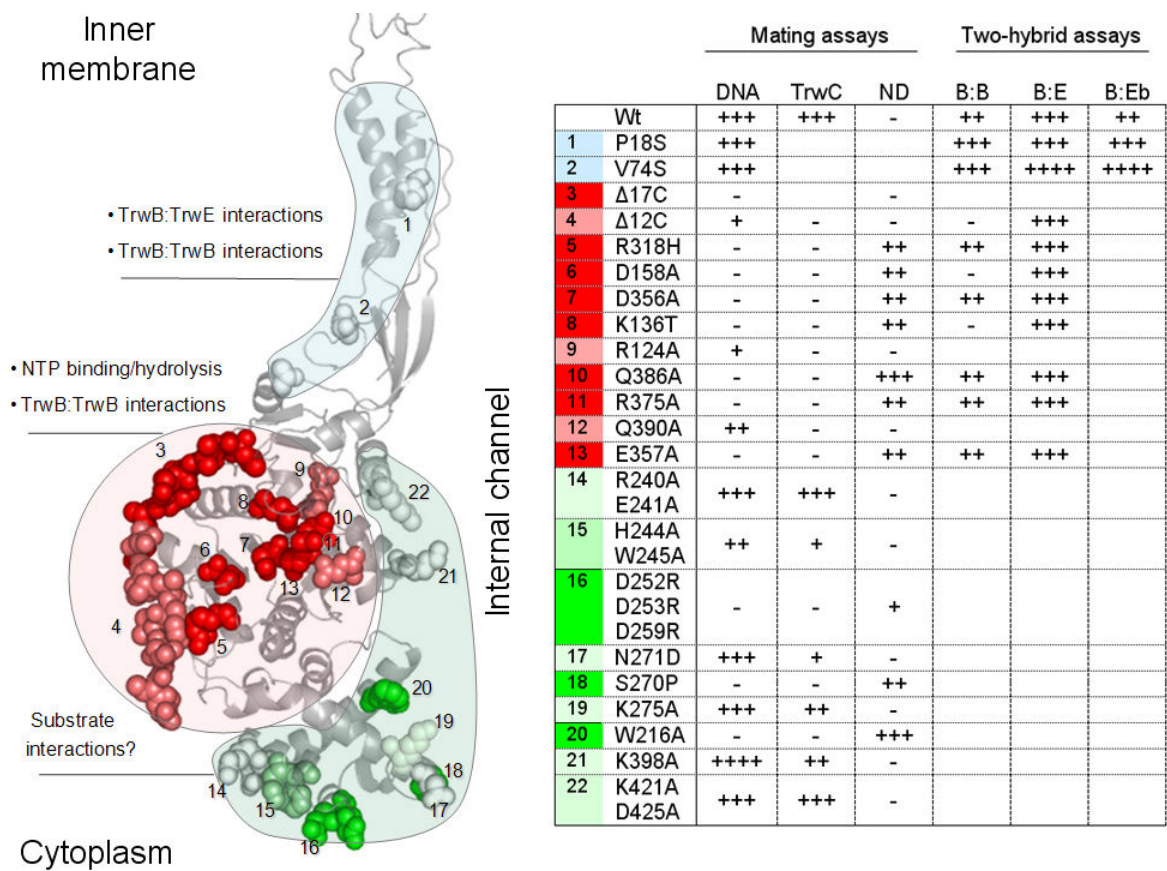 Inner
membrane
• TrwB:TrwE interactions
• TrwB:TrwB interactions
1
2
• NTP binding/hydrolysis
• TrwB:TrwB interactions
3
9
22
8
10
6
7
11
21
13
12
4
5
20
Substrate
interactions?
19
18
14
15
17
16
Cytoplasm
Internal channel
Mating assays Two-hybrid assays
DNA TrwC ND B:B B:E B:Eb
Wt +++ +++ - ++ +++ ++
1 P18S +++ +++ +++ +++
2 V74S +++ +++ ++++ ++++
3 Δ17C - -
4 Δ12C + - - - +++
5 R318H - - ++ ++ +++
6 D158A - - ++ - +++
7 D356A - - ++ ++ +++
8 K136T - - ++ - +++
9 R124A + - -
10 Q386A - - +++ ++ +++
11 R375A - - ++ ++ +++
12 Q390A ++ - -
13 E357A - - ++ ++ +++
14 R240A
E241A +++ +++ -
15 H244A
W245A ++ + -
16 D252R
D253R - - +
D259R
17 N271D +++ + -
18 S270P - - ++
19 K275A +++ ++ -
20 W216A - - +++
21 K398A ++++ ++ -
22 K421A
D425A +++ +++ -